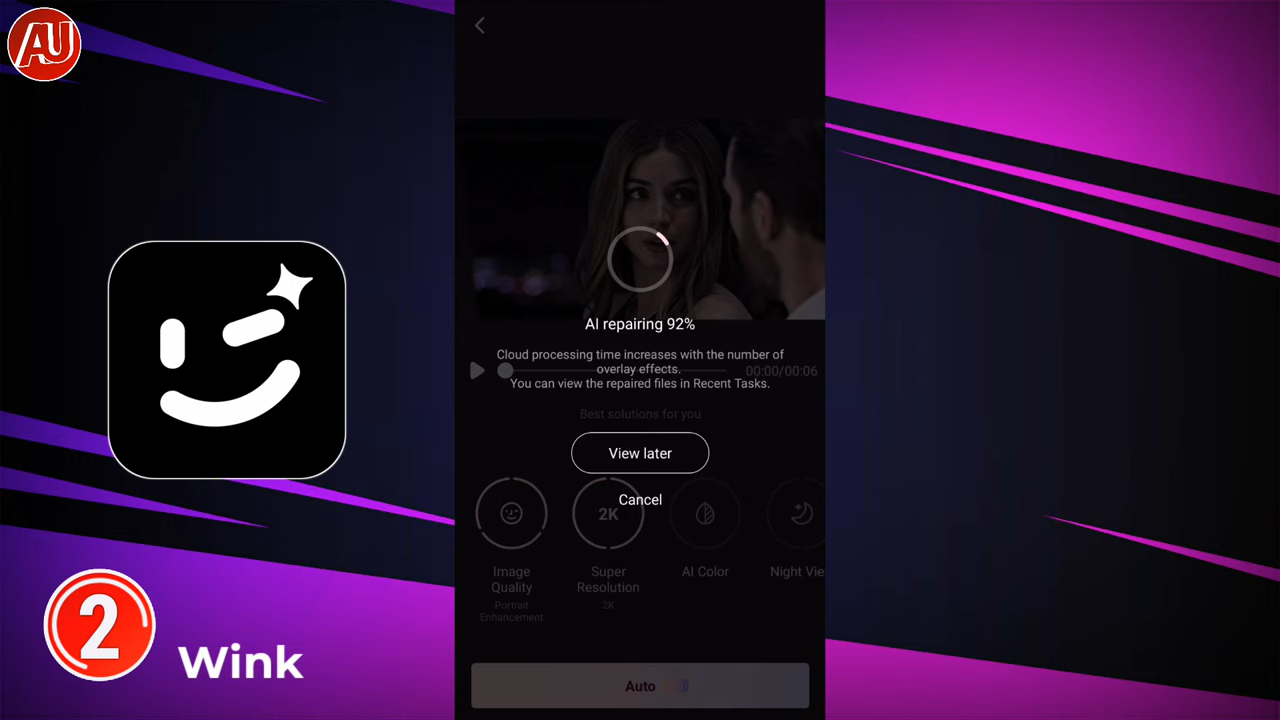 AU
AI repairing 92%
Cloud processing time increases with the number of
overlay effects.
You can view the repaired files in Recent Tasks.
00:00/00:06
Best solutions for you
View later
Cancel
2K
Image
Quality
Portrait
Enhancement
Super
Resolution
2K
AI Color
Night Vie
Auto
2
Wink